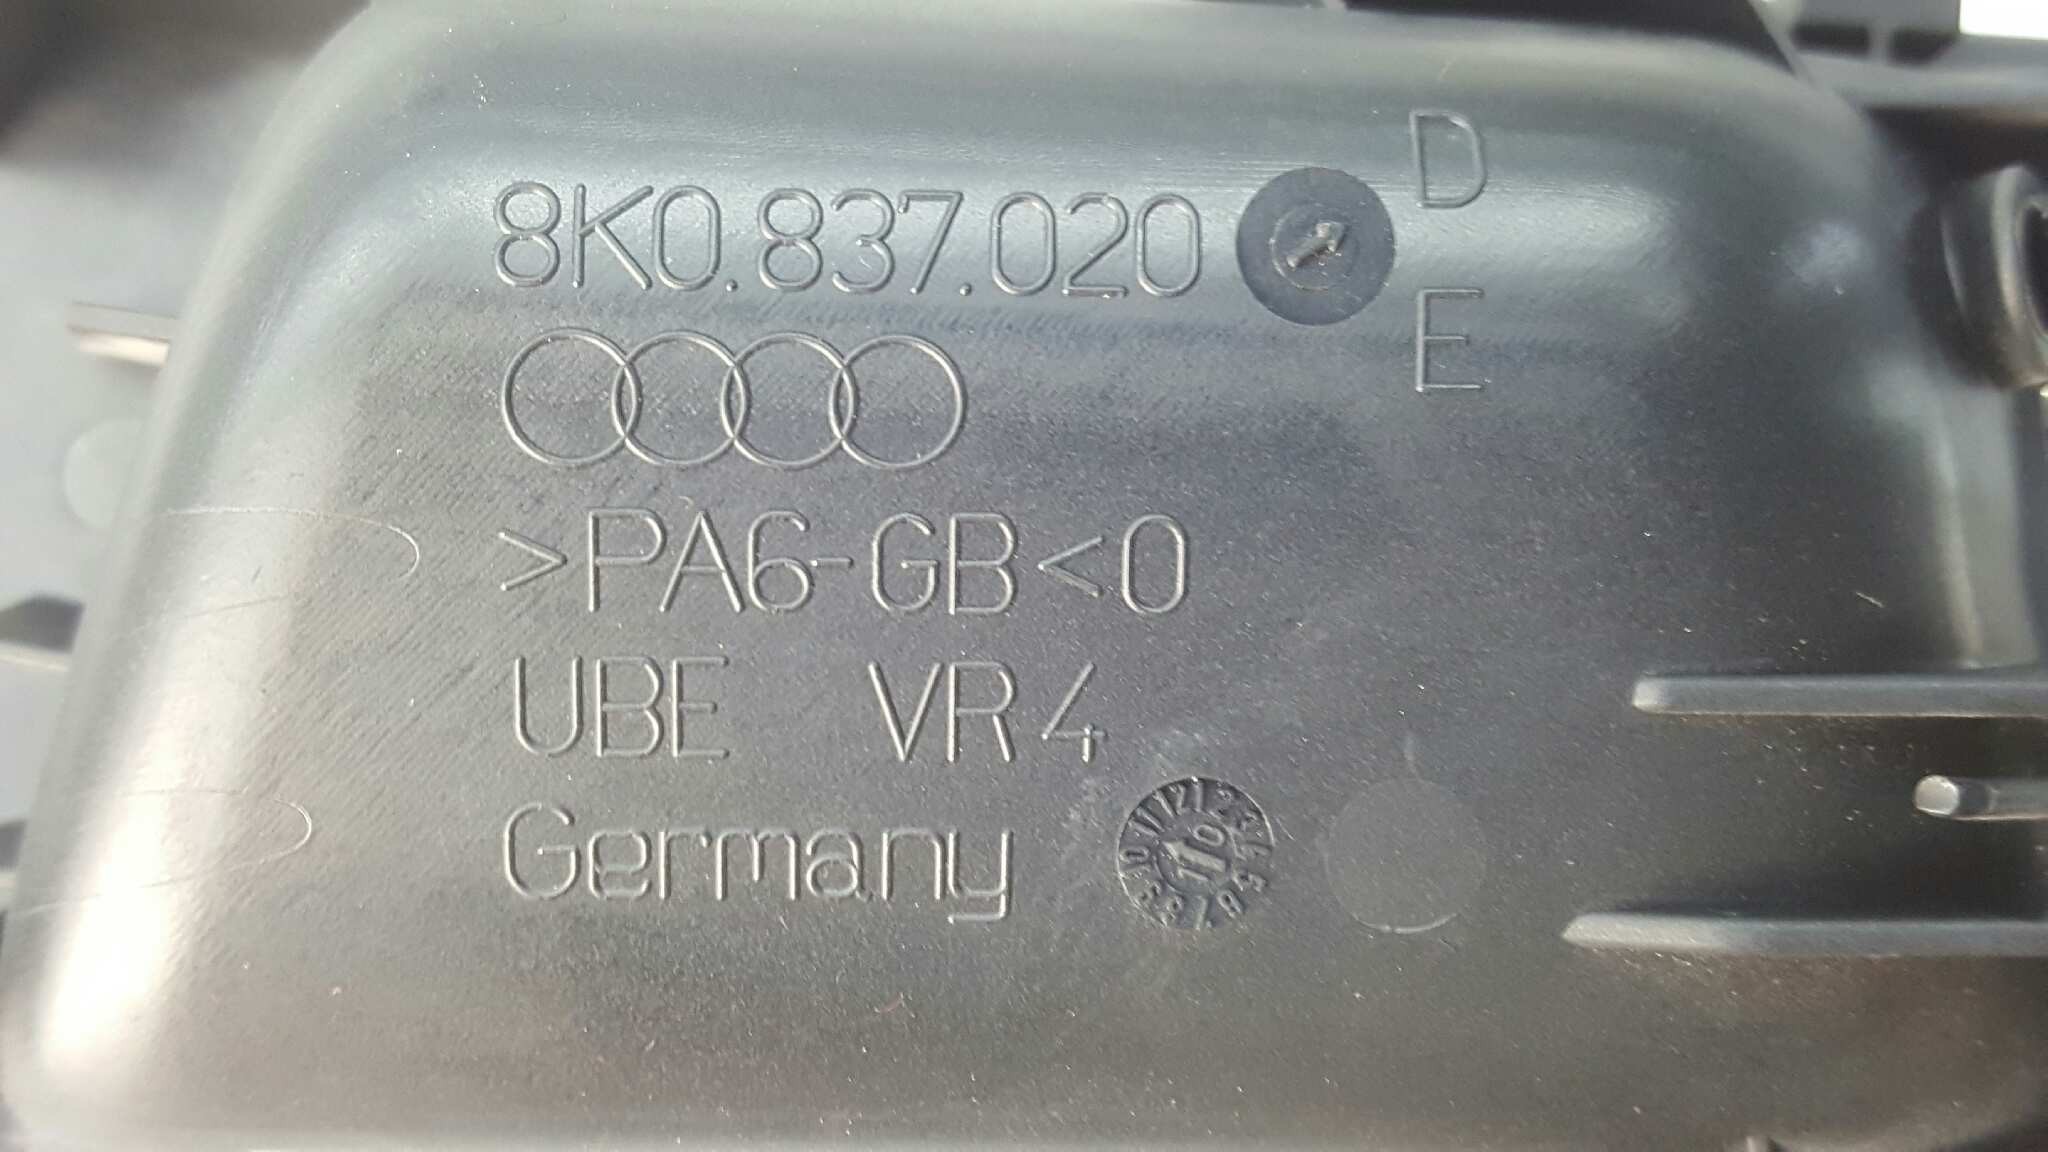 8K0.837.020
D
E
>PA6-GB<0
UBE VR4
Germany